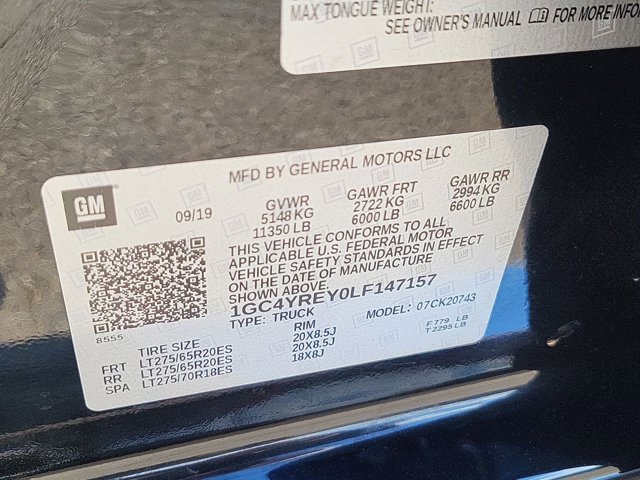 MAX TONGUE WEIGHT:
SEE OWNER'S MANUAL FOR MORE INFO
MFD BY GENERAL MOTORS LLC
GM
09/19
GVWR
5148 KG
11350 LB
GAWR FRT
2722 KG
6000 LB
GAWR RR
2994 KG
6600 LB
THIS VEHICLE CONFORMS TO ALL
APPLICABLE U.S. FEDERAL MOTOR
VEHICLE SAFETY STANDARDS IN EFFECT
ON THE DATE OF MANUFACTURE
SHOWN ABOVE.
1GC4YREY0LF147157
TYPE: TRUCK
MODEL: 07CK20743
8555
TIRE SIZE
RIM
FRT LT275/65R20ES 20X8.5J
RR LT275/65R20ES 20X8.5J
SPA LT275/70R18ES 18X8J
F 779 LB
T 2295 LB